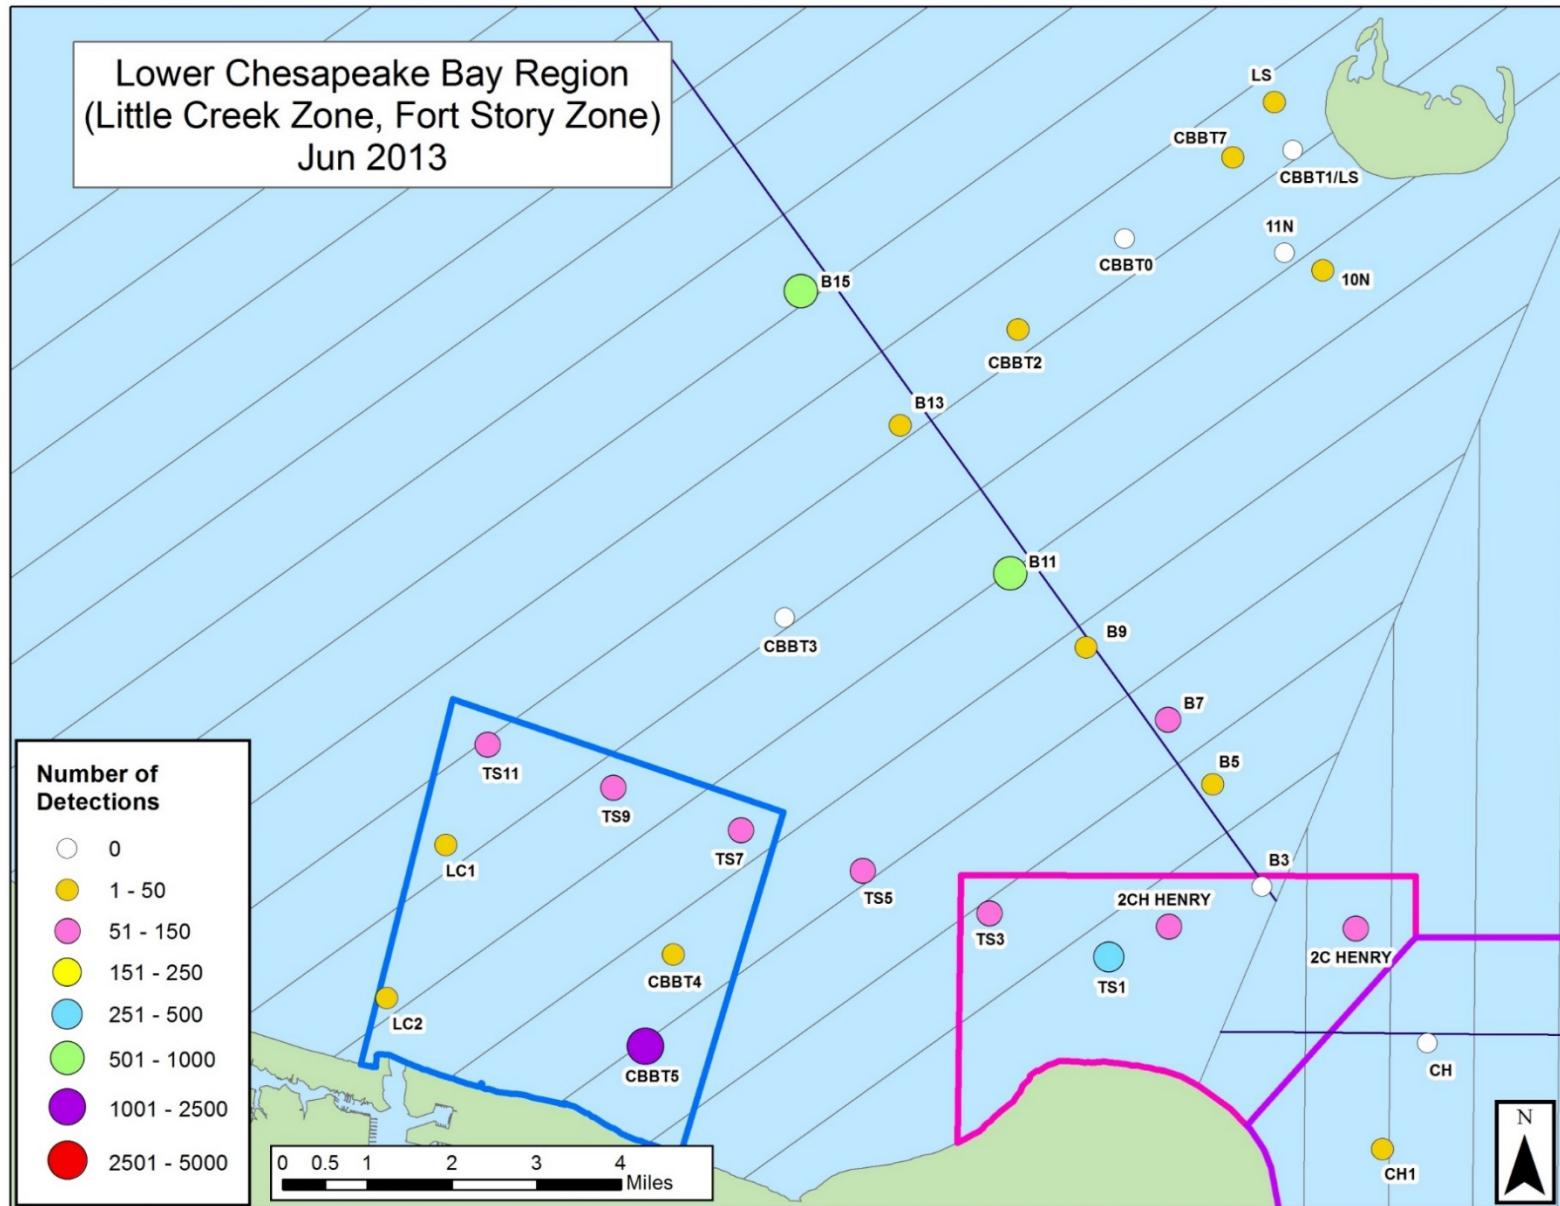 Lower Chesapeake Bay Region
(Little Creek Zone, Fort Story Zone)
Jun 2013
LS
CBBT7
CBBT1/LS
11N
CBBT0
10N
B15
CBBT2
B13
B11
CBBT3
B9
B7
TS11
B5
TS9
TS7
LC1
B3
TS5
2CH HENRY
TS3
2C HENRY
CBBT4
TS1
LC2
CH
CBBT5
CH1
Number of
Detections
0
1 - 50
51 - 150
151 - 250
251 - 500
501 - 1000
1001 - 2500
2501 - 5000
0 0.5 1 2 3 4
Miles
N